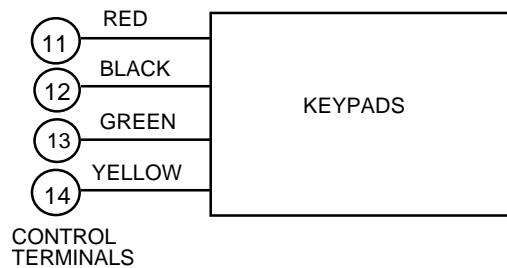 RED
11
BLACK
12
KEYPADS
GREEN
13
YELLOW
14
CONTROL
TERMINALS